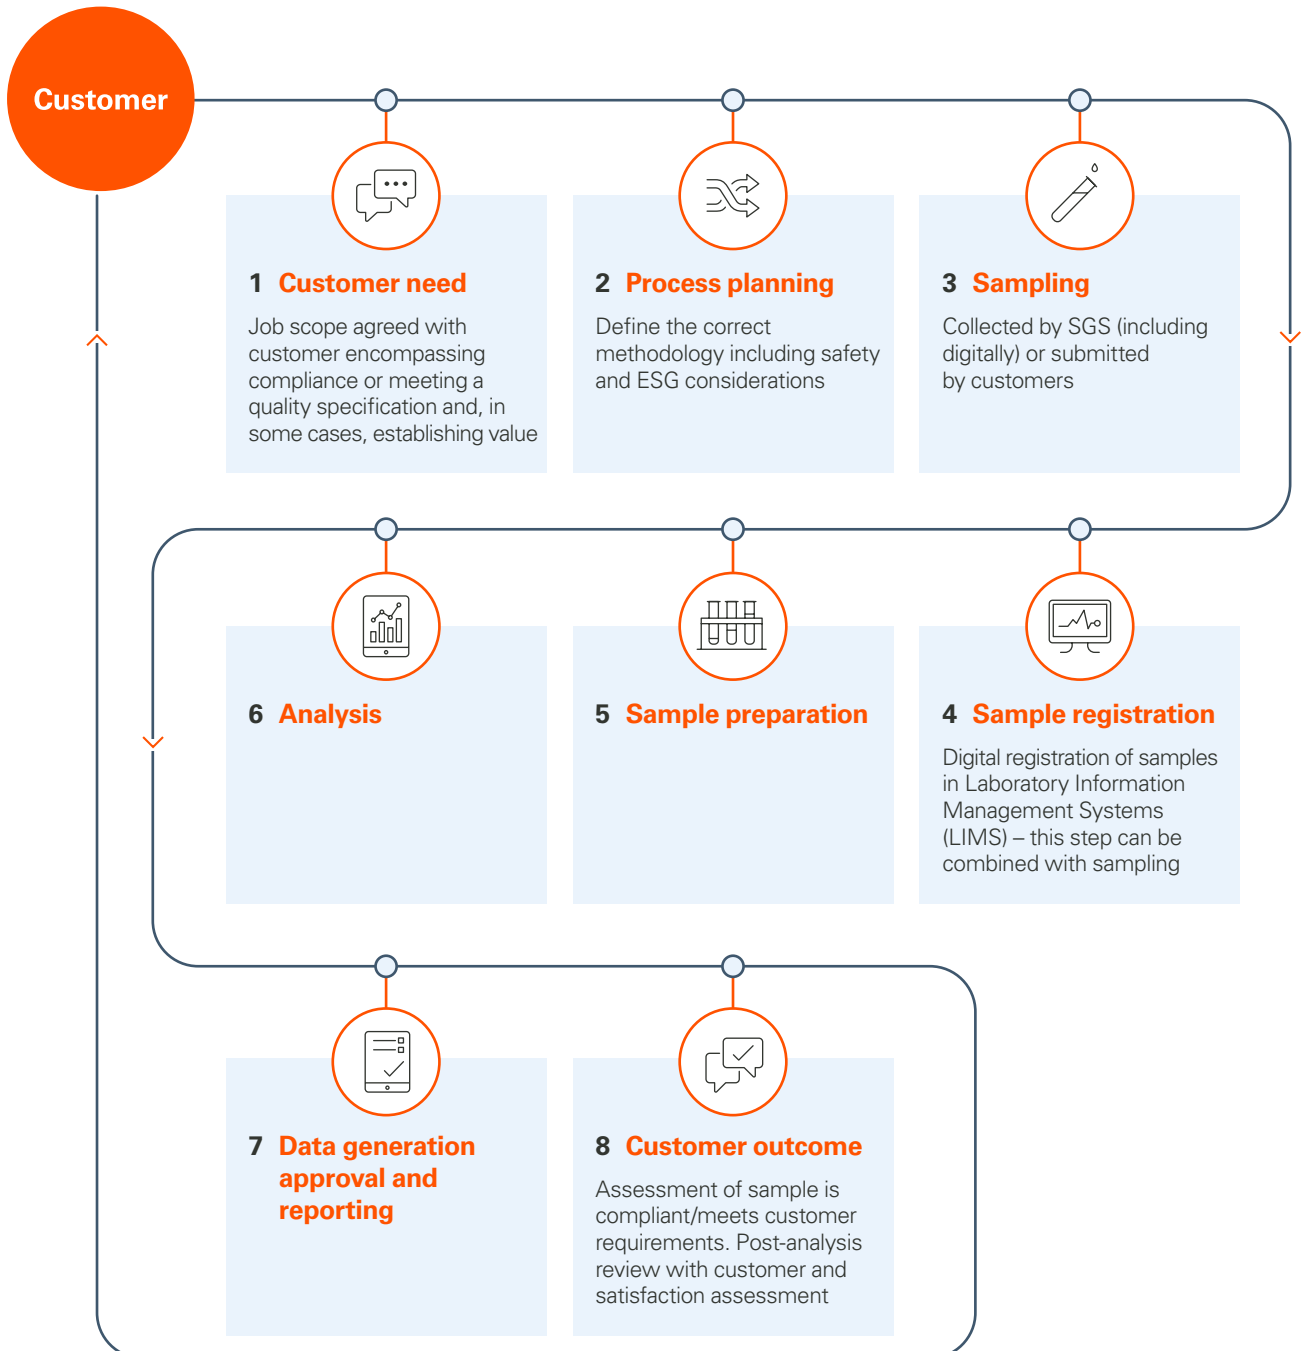 Customer
1 Customer need
Job scope agreed with
customer encompassing
compliance or meeting a
quality specification and, in
some cases, establishing value
2 Process planning
Define the correct
methodology including safety
and ESG considerations
3 Sampling
Collected by SGS (including
digitally) or submitted
by customers
4 Sample registration
Digital registration of samples
in Laboratory Information
Management Systems
(LIMS) – this step can be
combined with sampling
5 Sample preparation
6 Analysis
7 Data generation
approval and
reporting
8 Customer outcome
Assessment of sample is
compliant/meets customer
requirements. Post-analysis
review with customer and
satisfaction assessment